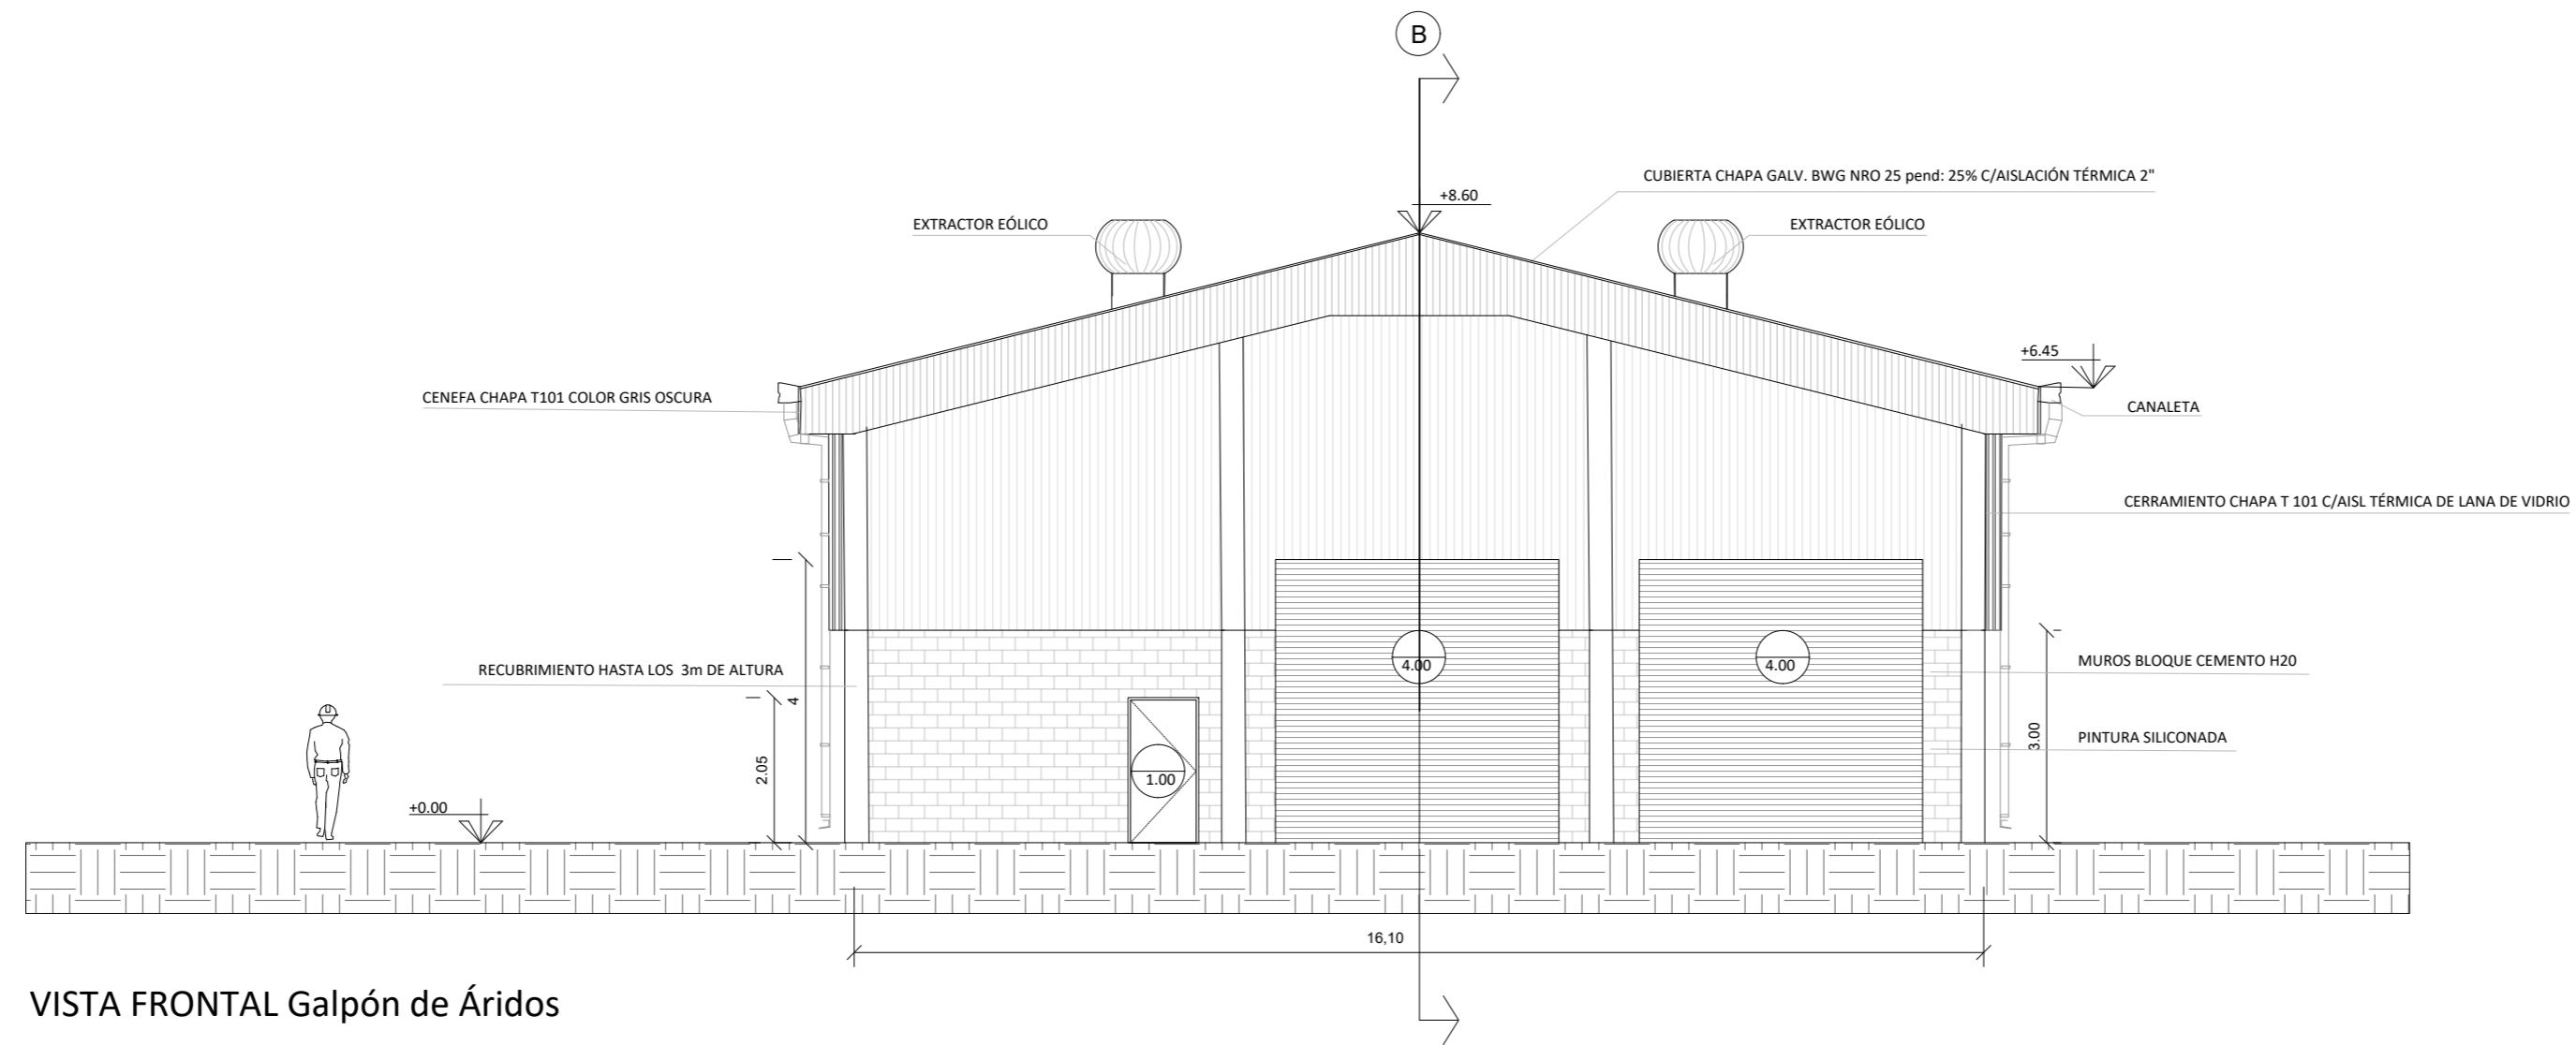 B
+8.60
CUBIERTA CHAPA GALV. BWG NRO 25 pend: 25% C/AISLACIÓN TÉRMICA 2"
EXTRACTOR EÓLICO
EXTRACTOR EÓLICO
+6.45
CENEFA CHAPA T101 COLOR GRIS OSCURA
CANALETA
CERRAMIENTO CHAPA T 101 C/AISL TÉRMICA DE LANA DE VIDRIO
RECUBRIMIENTO HASTA LOS 3m DE ALTURA
4.00
4.00
MUROS BLOQUE CEMENTO H20
4
3.00
PINTURA SILICONADA
2.05
1.00
+0.00
16,10
VISTA FRONTAL Galpón de Áridos